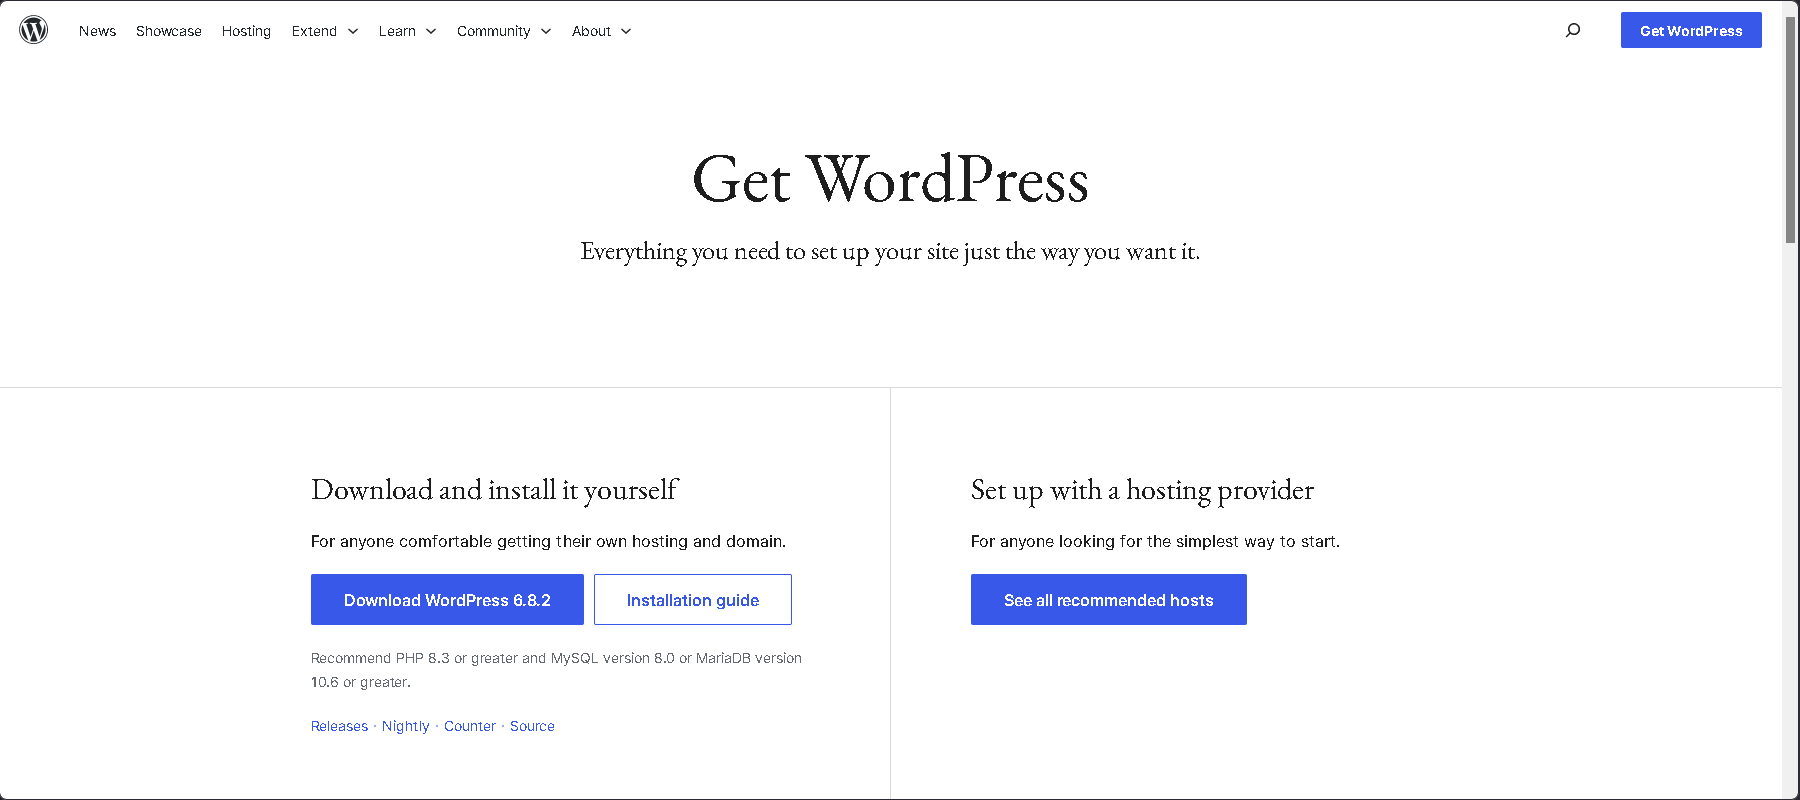 News Showcase Hosting Extend Learn Community About Get WordPress
Get WordPress
Everything you need to set up your site just the way you want it.
Download and install it yourself
For anyone comfortable getting their own hosting and domain.
Download WordPress 6.8.2 Installation guide
Recommend PHP 8.3 or greater and MySQL version 8.0 or MariaDB version
10.6 or greater.
Releases · Nightly · Counter · Source
Set up with a hosting provider
For anyone looking for the simplest way to start.
See all recommended hosts